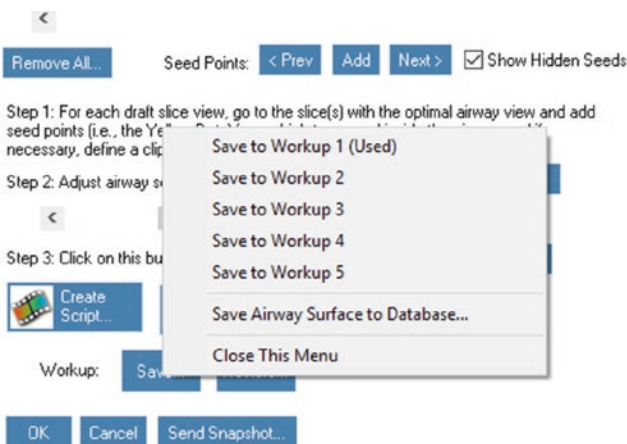 <
Remove All...
Seed Points: < Prev Add Next > Show Hidden Seeds
Step 1: For each draft slice view, go to the slice(s) with the optimal airway view and add
seed points (i.e., the
necessary, define a
Step 2: Adjust airway
<
Step 3: Click on this
Create
Script...
Workup:
OK Cancel Send Snapshot...
Save to Workup 1 (Used)
Save to Workup 2
Save to Workup 3
Save to Workup 4
Save to Workup 5
Save Airway Surface to Database...
Close This Menu